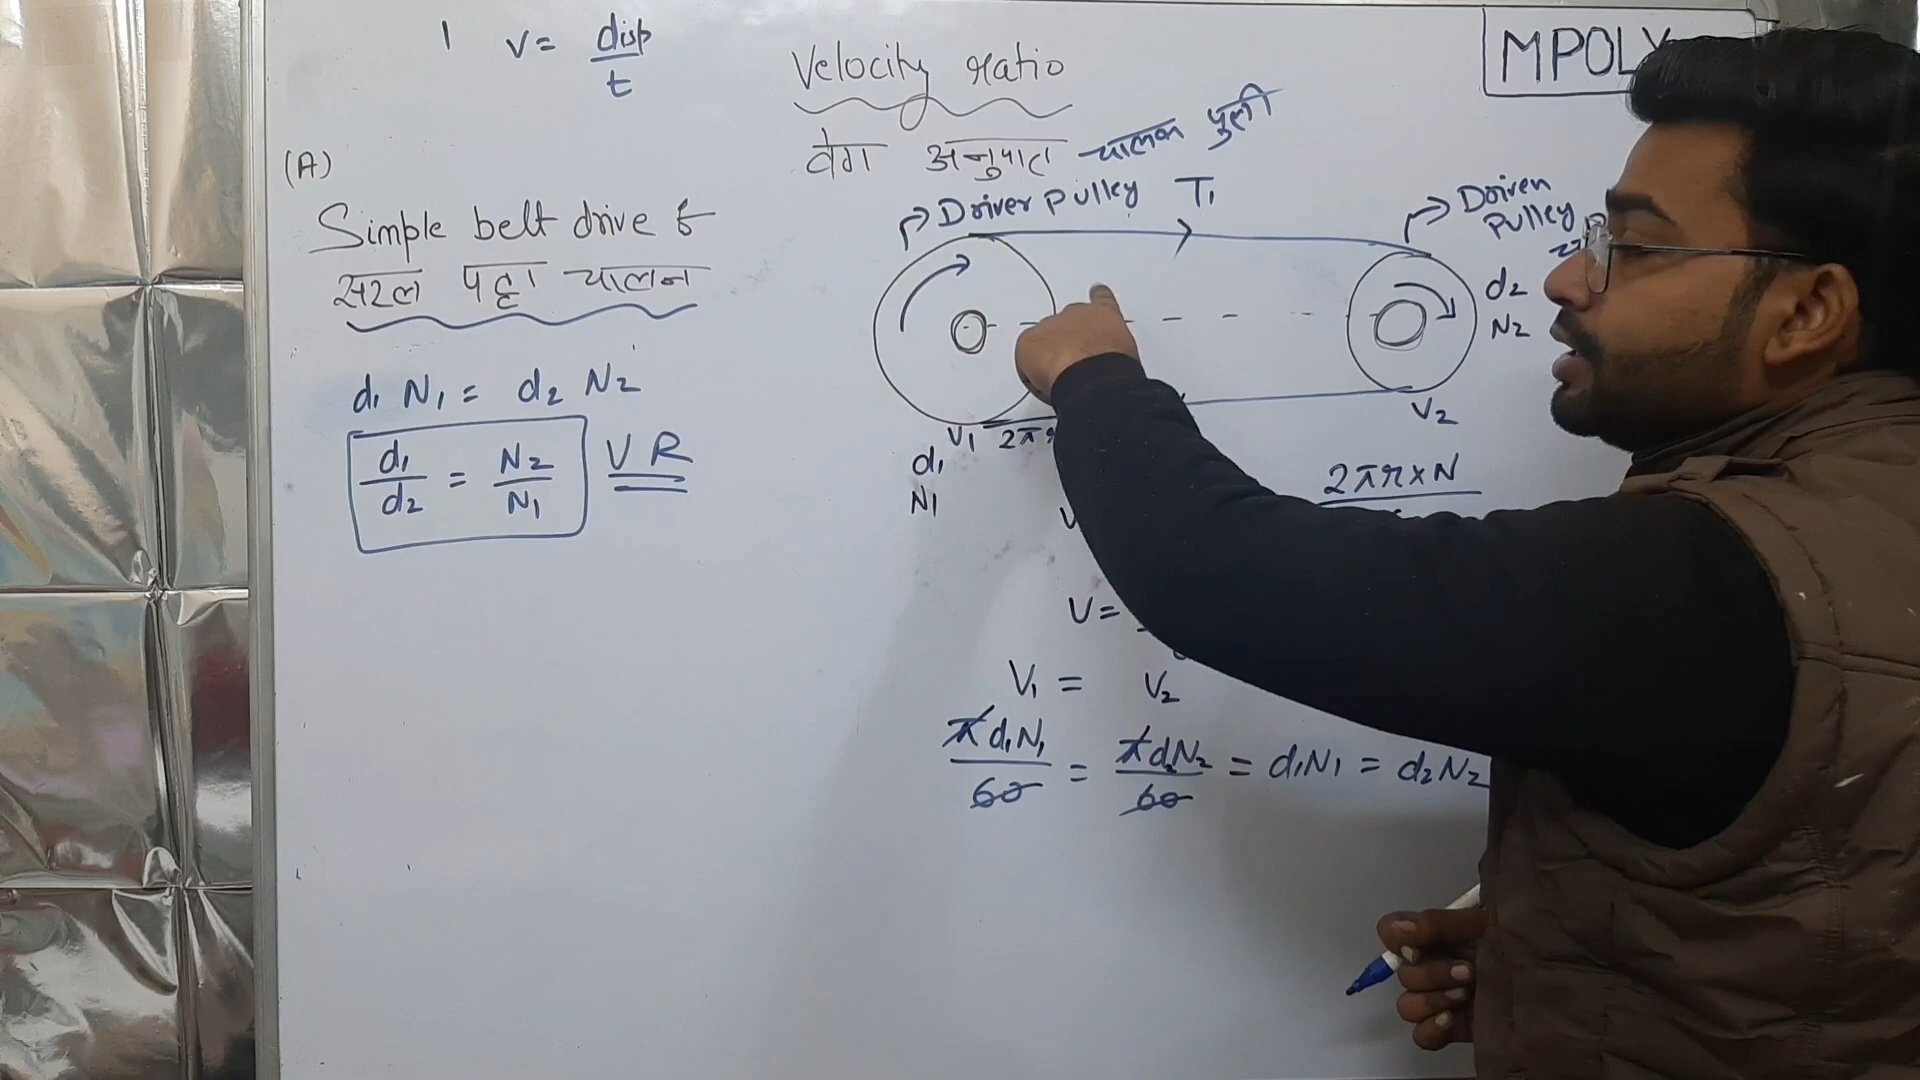 1 V = disp / t
Velocity ratio
वेग अनुपात
MPOLY
(A)
Simple belt drive
सरल पट्टा चालन
d1 N1 = d2 N2
d1/d2 = N2/N1 VR
चालक पुली
Driver pulley T1
Driven
Pulley
d2
N2
V1 2π
V2
d1
N1
2πr×N
V =
V1 = V2
πd1N1/60 = πd2N2/60 = d1N1 = d2N2